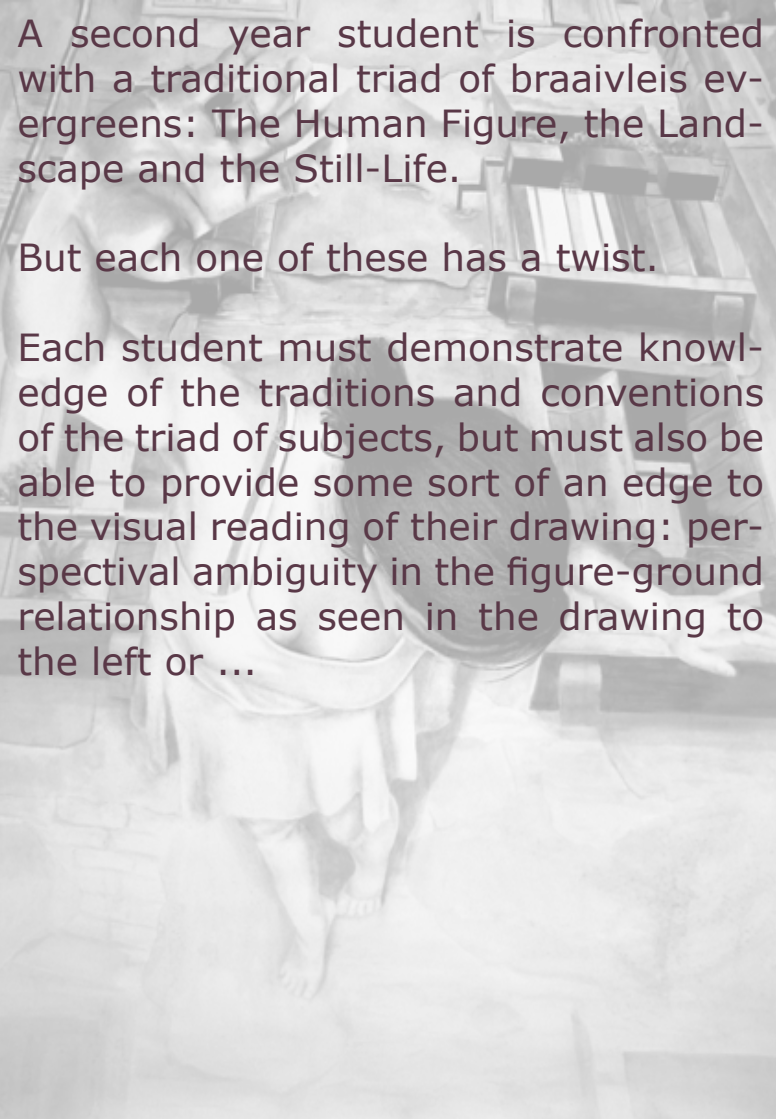 A second year student is confronted
with a traditional triad of braaivleis ev-
ergreens: The Human Figure, the Land-
scape and the Still-Life.
But each one of these has a twist.
Each student must demonstrate knowl-
edge of the traditions and conventions
of the triad of subjects, but must also be
able to provide some sort of an edge to
the visual reading of their drawing: per-
spectival ambiguity in the figure-ground
relationship as seen in the drawing to
the left or ...